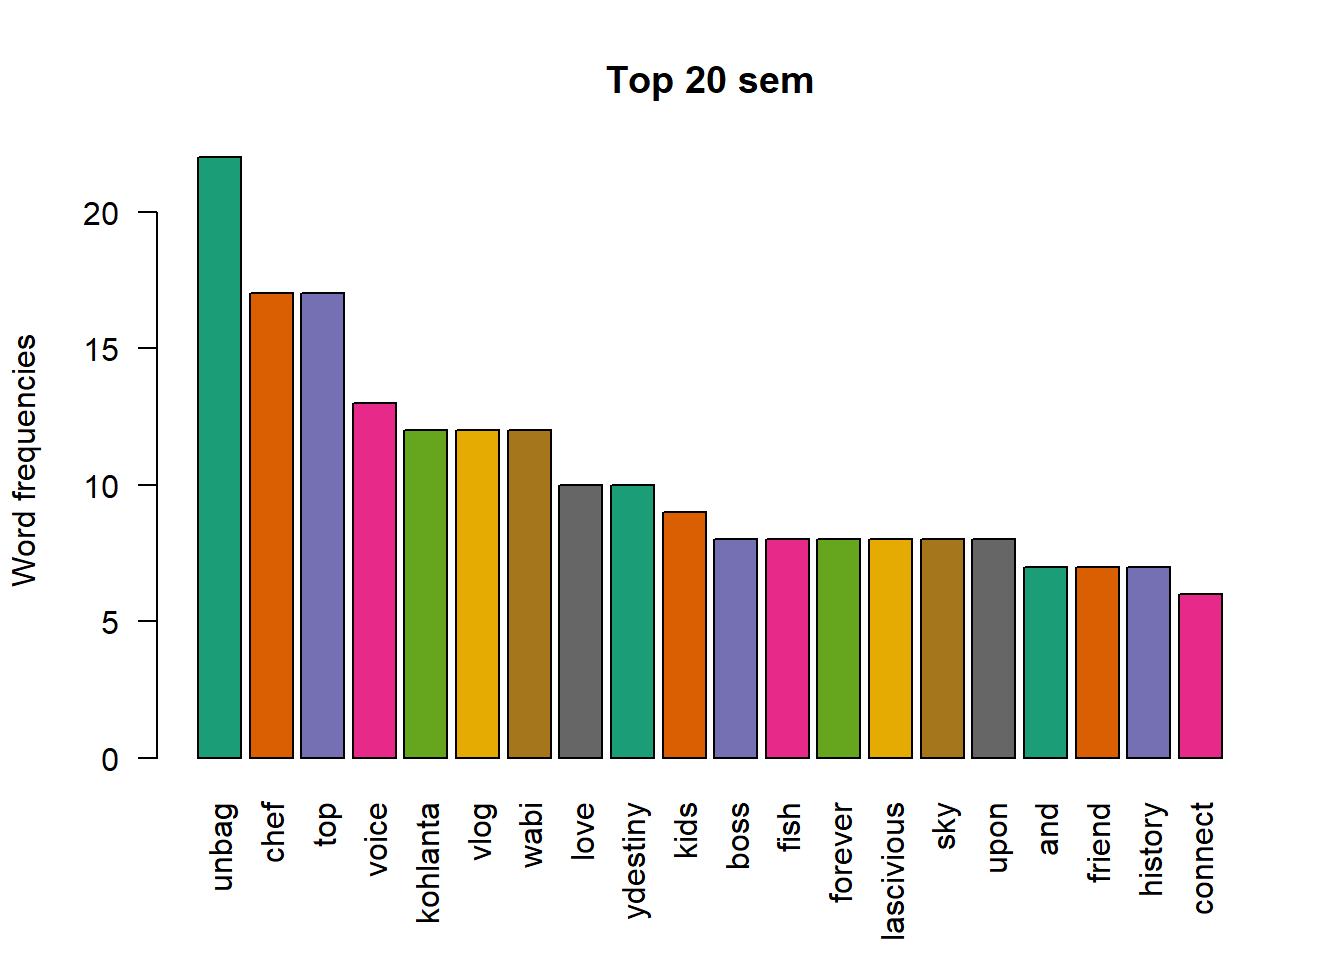 Top 20 sem
Word frequencies
20
15
10
5
0
unbag
chef
top
voice
kohlanta
vlog
wabi
love
ydestiny
kids
boss
fish
forever
lascivious
sky
upon
and
friend
history
connect